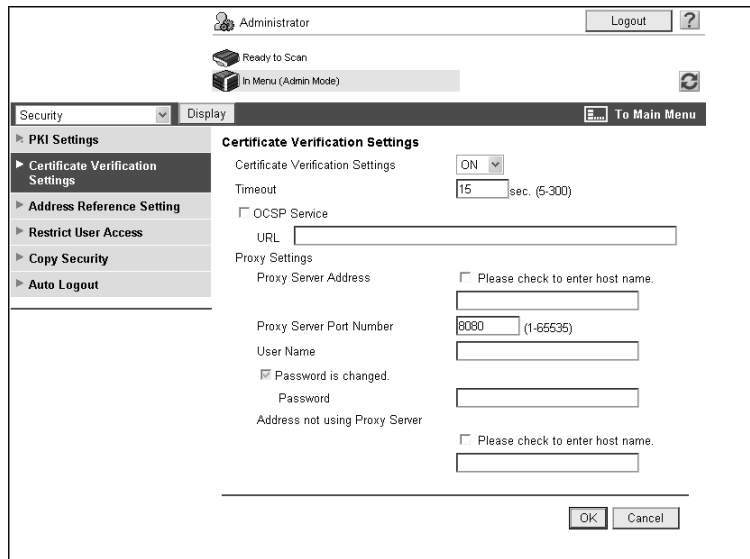 Administrator
Logout
?
Ready to Scan
In Menu (Admin Mode)
Security
Display
To Main Menu
PKI Settings
Certificate Verification
Settings
Address Reference Setting
Restrict User Access
Copy Security
Auto Logout
Certificate Verification Settings
Certificate Verification Settings ON
Timeout 15 sec. (5-300)
OCSP Service
URL
Proxy Settings
Proxy Server Address Please check to enter host name.
Proxy Server Port Number 8080 (1-65535)
User Name
Password is changed.
Password
Address not using Proxy Server
Please check to enter host name.
OK Cancel